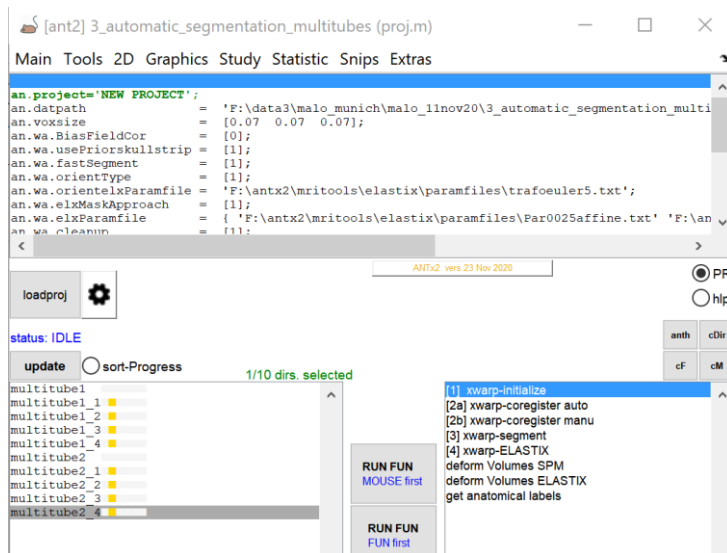 [ant2] 3_automatic_segmentation_multitubes (proj.m)
Main Tools 2D Graphics Study Statistic Snips Extras
an.project='NEW PROJECT';
an.datpath = 'F:\data3\malo_munich\malo_11nov20\3_automatic_segmentation_multi
an.voxsize = [0.07 0.07 0.07];
an.wa.BiasFieldCor = [0];
an.wa.usePriorskullstrip = [1];
an.wa.fastSegment = [1];
an.wa.orientType = [1];
an.wa.orientelxParamfile = 'F:\antx2\mritools\elastix\paramfiles\trafoeuler5.txt';
an.wa.elxMaskApproach = [1];
an.wa.elxParamfile = { 'F:\antx2\mritools\elastix\paramfiles\Par0025affine.txt' 'F:\an
an.wa.cleanup = [1];
ANTx2 vers 23 Nov 2020
loadproj
PR
hlp
status: IDLE
anth cDir
update sort-Progress
cF cM
1/10 dirs. selected
multitube1
multitube1_1
multitube1_2
multitube1_3
multitube1_4
multitube2
multitube2_1
multitube2_2
multitube2_3
multitube2_4
RUN FUN
MOUSE first
RUN FUN
FUN first
[1] xwarp-initialize
[2a] xwarp-coregister auto
[2b] xwarp-coregister manu
[3] xwarp-segment
[4] xwarp-ELASTIX
deform Volumes SPM
deform Volumes ELASTIX
get anatomical labels